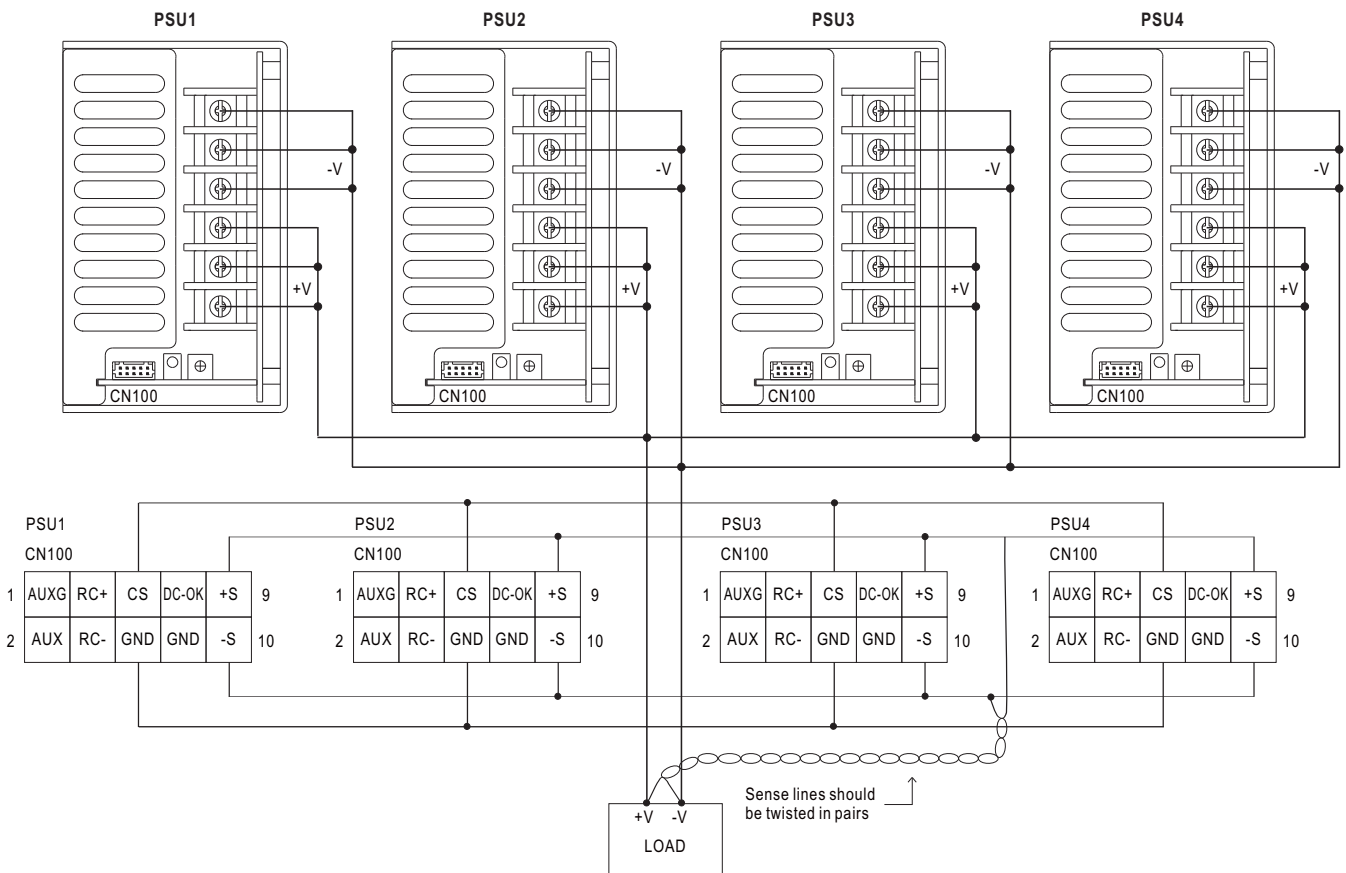 PSU1 PSU2 PSU3 PSU4
-V -V -V -V
+V +V +V +V
CN100 CN100 CN100 CN100
PSU1 PSU2 PSU3 PSU4
CN100 CN100 CN100 CN100
1 AUXG RC+ CS DC-OK +S 9 1 AUXG RC+ CS DC-OK +S 9 1 AUXG RC+ CS DC-OK +S 9 1 AUXG RC+ CS DC-OK +S 9
2 AUX RC- GND GND -S 10 2 AUX RC- GND GND -S 10 2 AUX RC- GND GND -S 10 2 AUX RC- GND GND -S 10
Sense lines should
be twisted in pairs
+V -V
LOAD